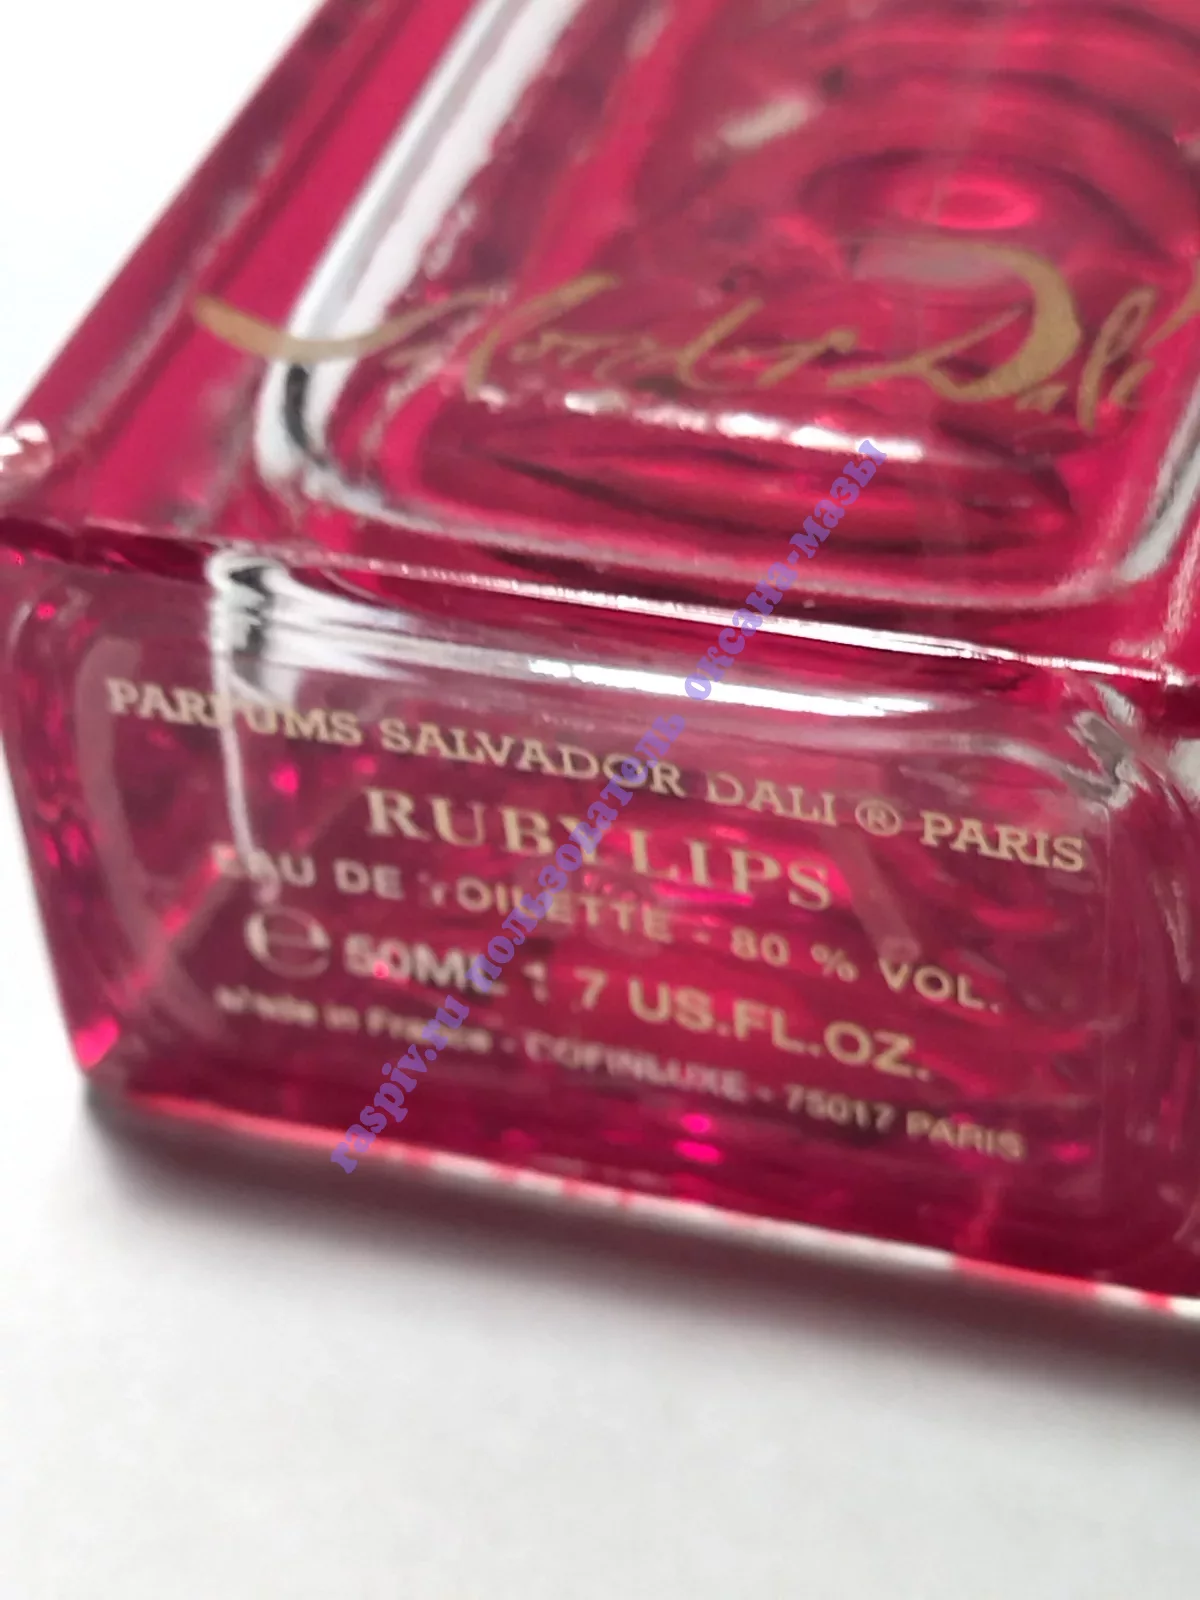 Salvador Dali
PARFUMS SALVADOR DALI ® PARIS
RUBYLIPS
EAU DE TOILETTE - 80 % VOL.
e 50ML 1.7 US.FL.OZ.
Made in France - COFINLUXE - 75017 PARIS
raspiv.ru пользователь оксана-мазы